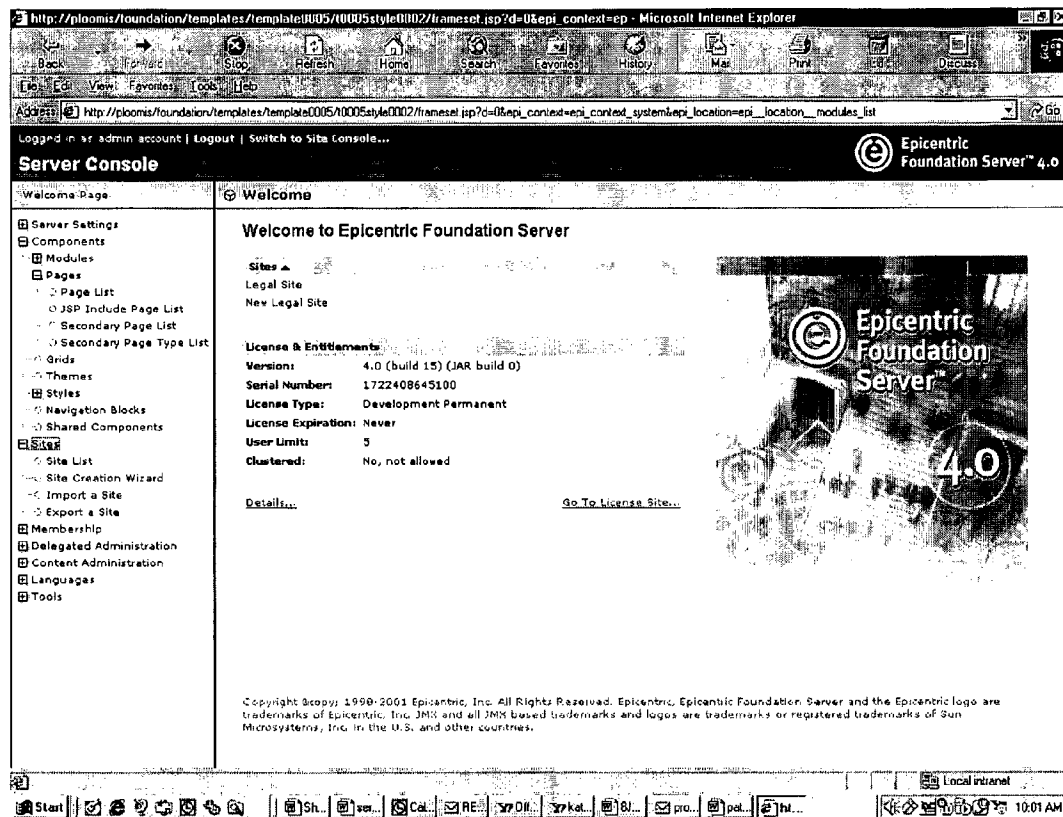 http://ploomis/foundation/templates/template0005/t0005style0002/frameset.jsp?d=0&epi_context=ep - Microsoft Internet Explorer
Back Forward Stop Refresh Home Search Favorites History Mail Print Edit Discuss
File Edit View Favorites Tools Help
Address http://ploomis/foundation/templates/template0005/t0005style0002/frameset.jsp?d=0&epi_context=epi_context_system&epi_location=epi__location__modules_list Go
Logged in as admin account | Logout | Switch to Site Console...
Server Console
Epicentric
Foundation Server™ 4.0
Welcome Page
Welcome
Server Settings
Components
Modules
Pages
Page List
JSP Include Page List
Secondary Page List
Secondary Page Type List
Grids
Themes
Styles
Navigation Blocks
Shared Components
Sites
Site List
Site Creation Wizard
Import a Site
Export a Site
Membership
Delegated Administration
Content Administration
Languages
Tools
Welcome to Epicentric Foundation Server
Sites
Legal Site
New Legal Site
License & Entitlements
Version: 4.0 (build 15) (JAR build 0)
Serial Number: 1722408645100
License Type: Development Permanent
License Expiration: Never
User Limit: 5
Clustered: No, not allowed
Details...
Go To License Site...
Epicentric
Foundation
Server™
4.0
Copyright &copy; 1998-2001 Epicentric, Inc. All Rights Reserved. Epicentric, Epicentric Foundation Server and the Epicentric logo are
trademarks of Epicentric, Inc. JMX and all JMX based trademarks and logos are trademarks or registered trademarks of Sun
Microsystems, Inc. in the U.S. and other countries.
Local intranet
Start Sh... ser... Cal... RE:... Off... kat... 8/... pro... pat... ht... 10:01 AM